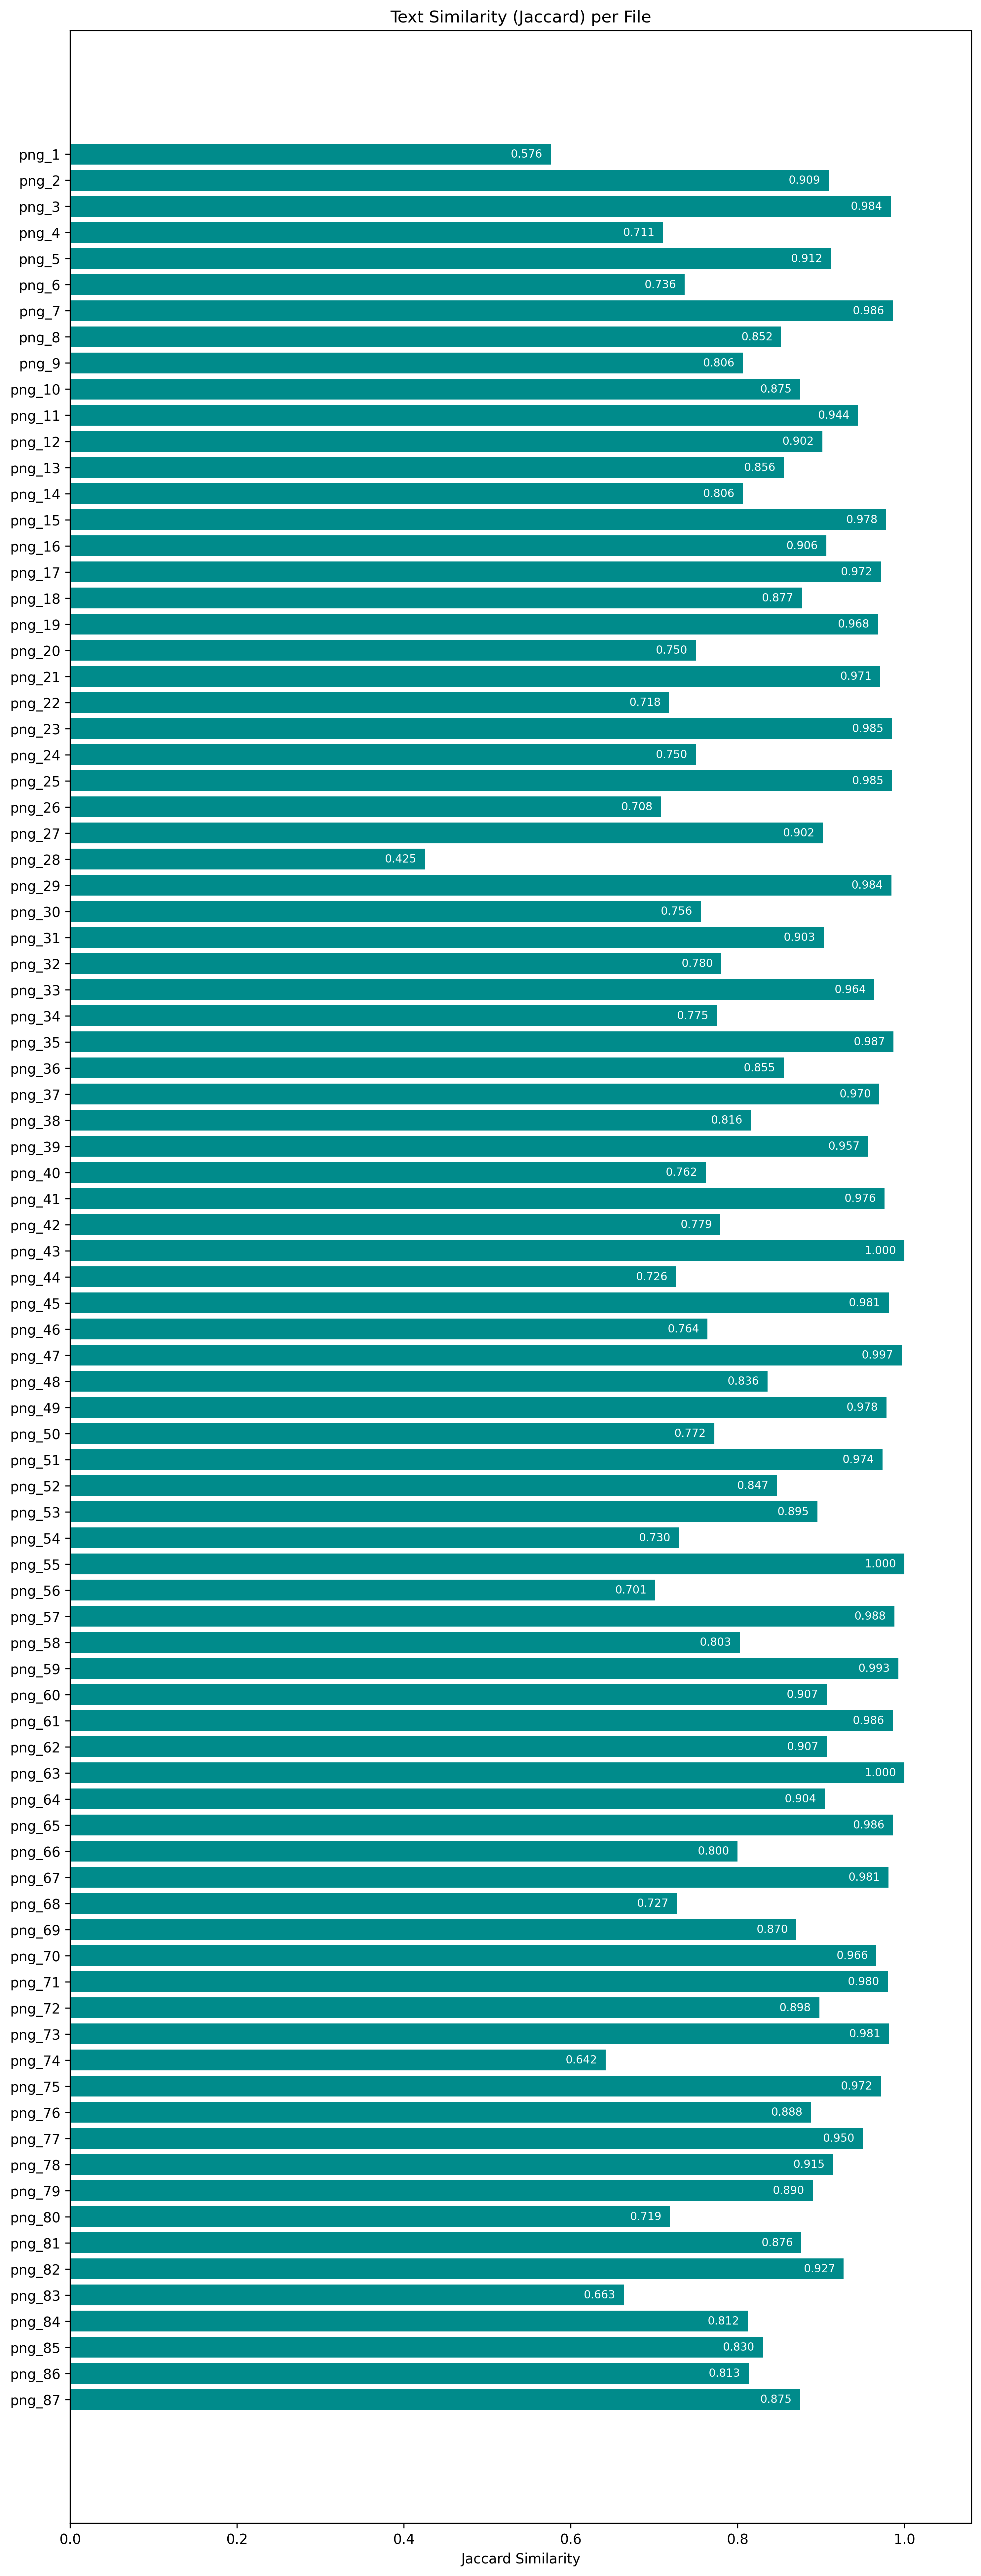 Text Similarity (Jaccard) per File
png_1 0.576
png_2 0.909
png_3 0.984
png_4 0.711
png_5 0.912
png_6 0.736
png_7 0.986
png_8 0.852
png_9 0.806
png_10 0.875
png_11 0.944
png_12 0.902
png_13 0.856
png_14 0.806
png_15 0.978
png_16 0.906
png_17 0.972
png_18 0.877
png_19 0.968
png_20 0.750
png_21 0.971
png_22 0.718
png_23 0.985
png_24 0.750
png_25 0.985
png_26 0.708
png_27 0.902
png_28 0.425
png_29 0.984
png_30 0.756
png_31 0.903
png_32 0.780
png_33 0.964
png_34 0.775
png_35 0.987
png_36 0.855
png_37 0.970
png_38 0.816
png_39 0.957
png_40 0.762
png_41 0.976
png_42 0.779
png_43 1.000
png_44 0.726
png_45 0.981
png_46 0.764
png_47 0.997
png_48 0.836
png_49 0.978
png_50 0.772
png_51 0.974
png_52 0.847
png_53 0.895
png_54 0.730
png_55 1.000
png_56 0.701
png_57 0.988
png_58 0.803
png_59 0.993
png_60 0.907
png_61 0.986
png_62 0.907
png_63 1.000
png_64 0.904
png_65 0.986
png_66 0.800
png_67 0.981
png_68 0.727
png_69 0.870
png_70 0.966
png_71 0.980
png_72 0.898
png_73 0.981
png_74 0.642
png_75 0.972
png_76 0.888
png_77 0.950
png_78 0.915
png_79 0.890
png_80 0.719
png_81 0.876
png_82 0.927
png_83 0.663
png_84 0.812
png_85 0.830
png_86 0.813
png_87 0.875
0.0 0.2 0.4 0.6 0.8 1.0
Jaccard Similarity